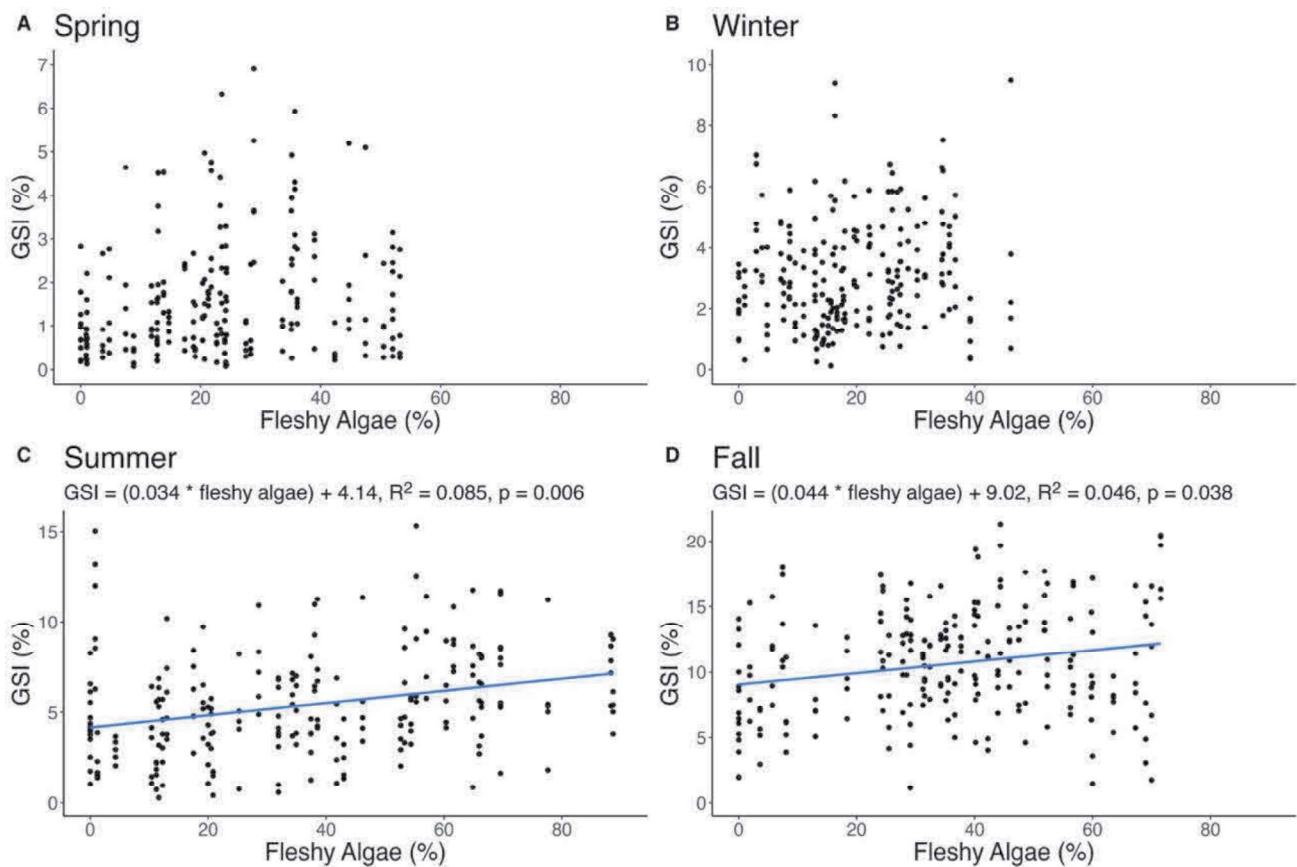 A Spring
7
6
5
4
3
2
1
0
GSI (%)
0 20 40 60 80
Fleshy Algae (%)
B Winter
10
8
6
4
2
0
GSI (%)
0 20 40 60 80
Fleshy Algae (%)
C Summer
GSI = (0.034 * fleshy algae) + 4.14, R² = 0.085, p = 0.006
15
10
5
0
GSI (%)
0 20 40 60 80
Fleshy Algae (%)
D Fall
GSI = (0.044 * fleshy algae) + 9.02, R² = 0.046, p = 0.038
20
15
10
5
0
GSI (%)
0 20 40 60 80
Fleshy Algae (%)